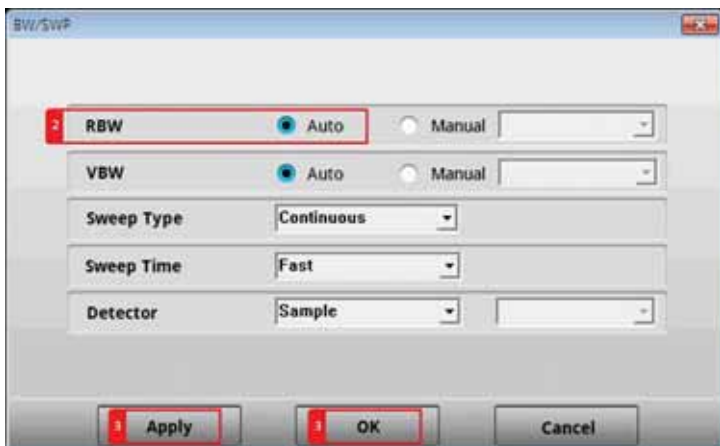 BW/SWP
2 RBW Auto Manual
VBW Auto Manual
Sweep Type Continuous
Sweep Time Fast
Detector Sample
3 Apply 3 OK Cancel